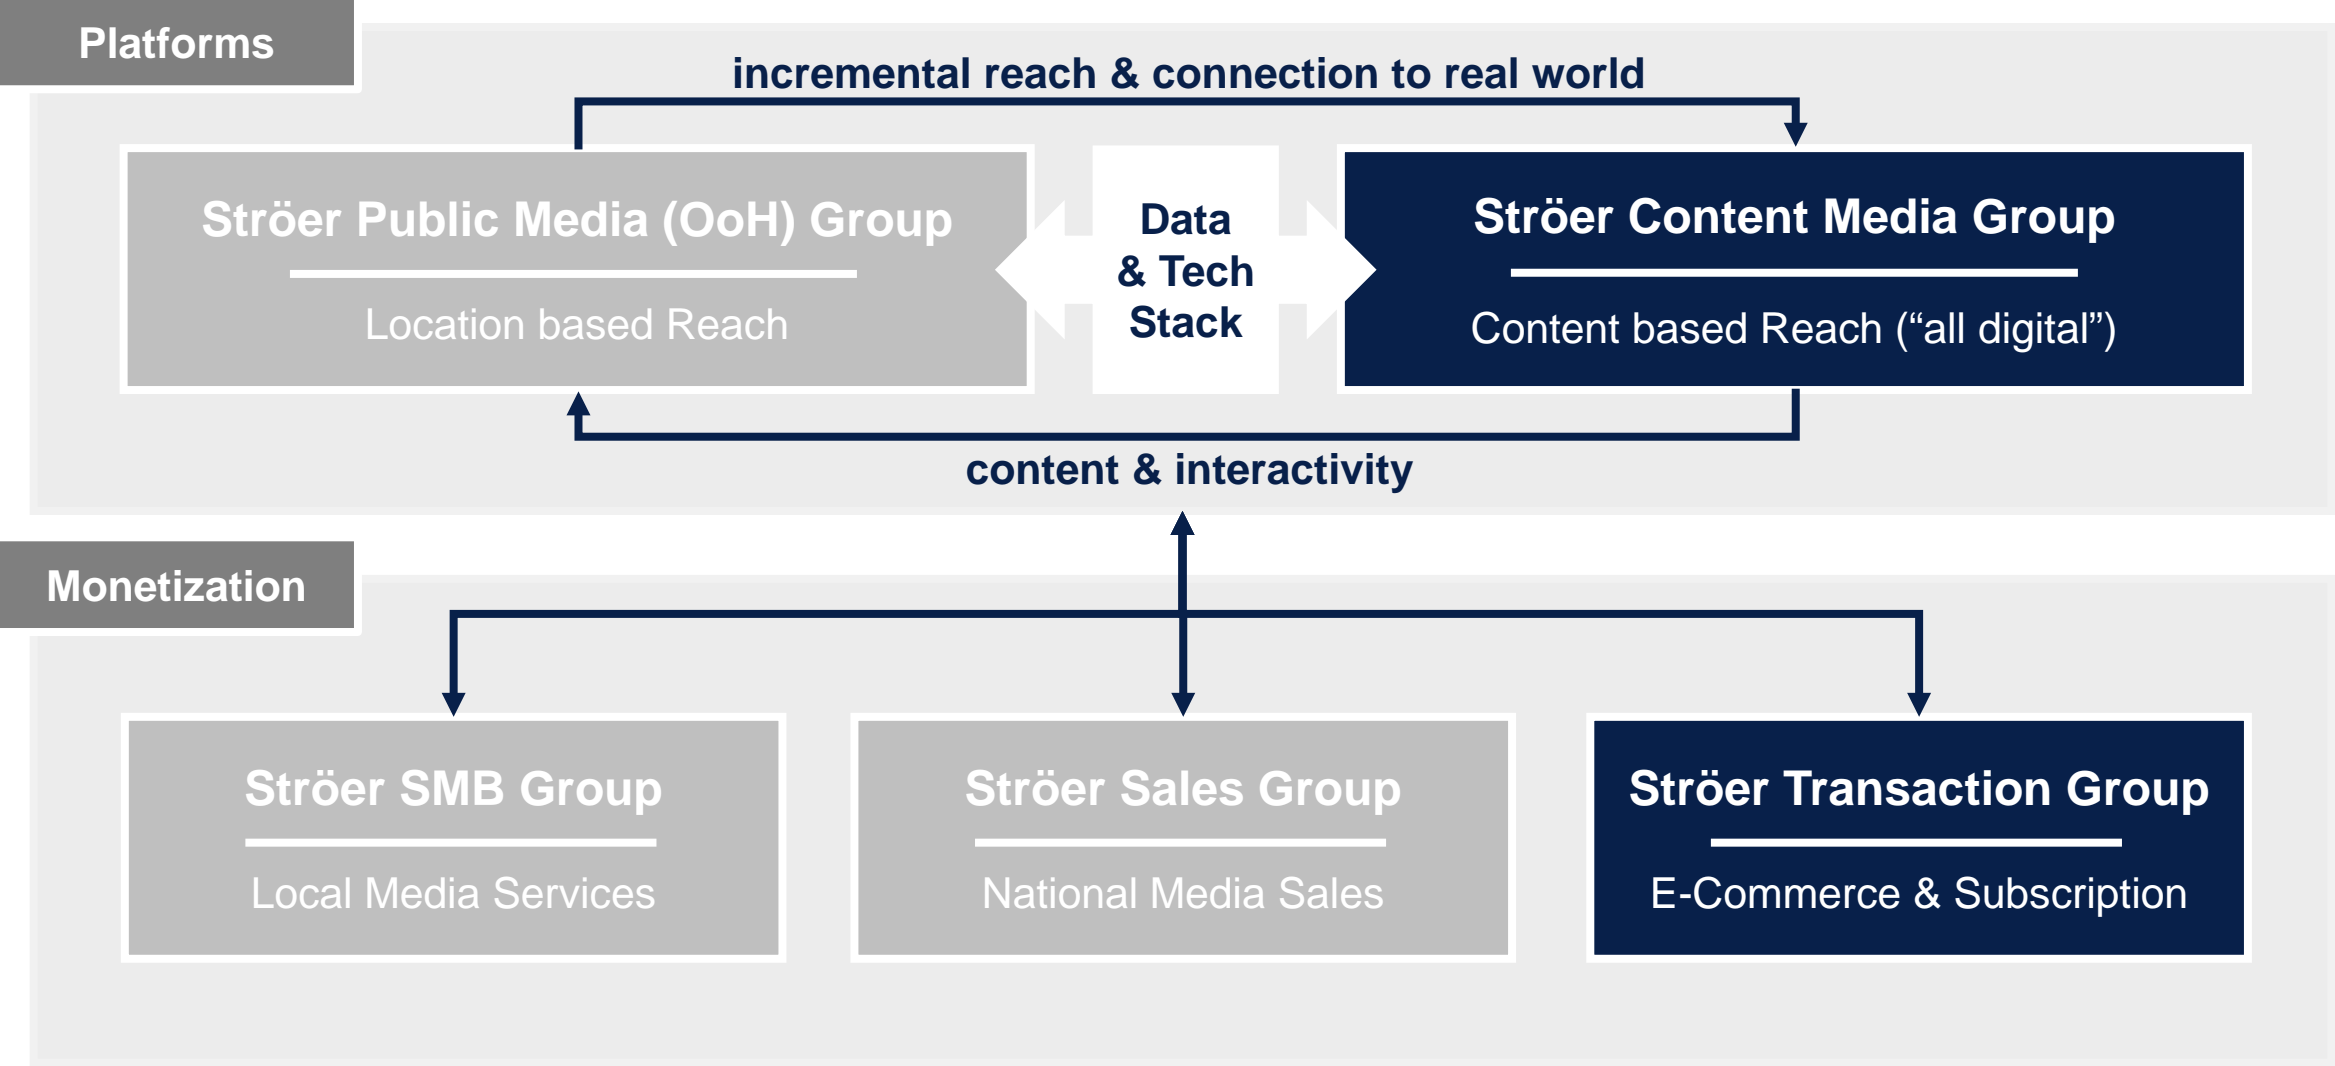 Platforms
incremental reach & connection to real world
Ströer Public Media (OoH) Group
Location based Reach
Data
& Tech
Stack
Ströer Content Media Group
Content based Reach (“all digital”)
content & interactivity
Monetization
Ströer SMB Group
Local Media Services
Ströer Sales Group
National Media Sales
Ströer Transaction Group
E-Commerce & Subscription